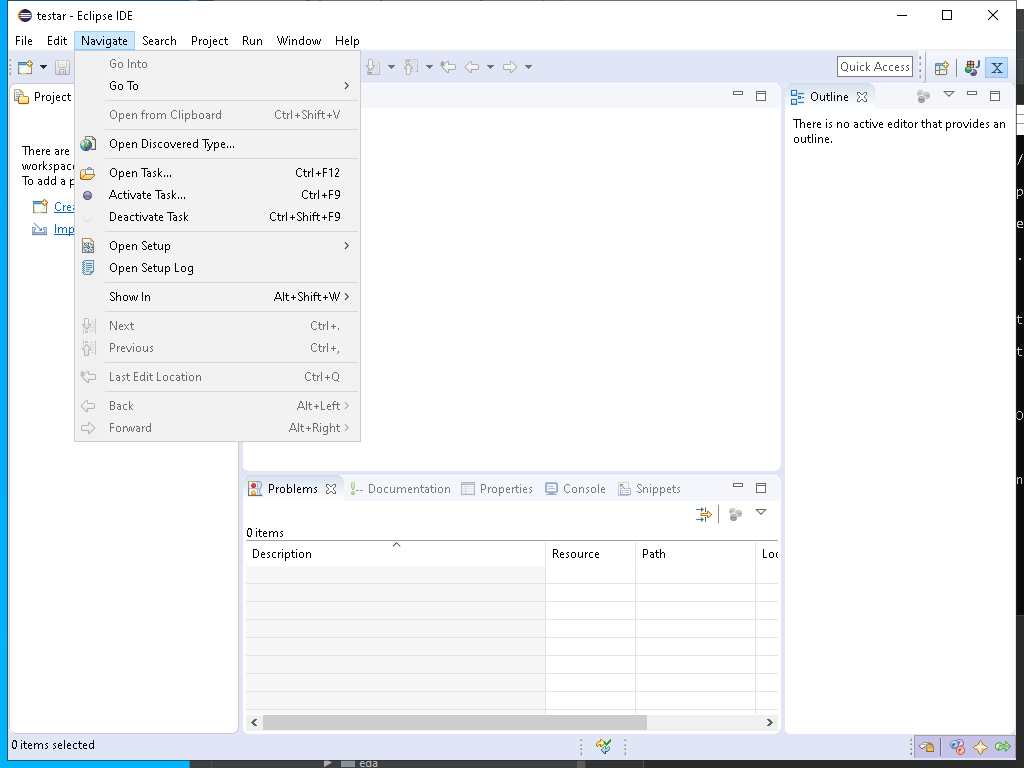 testar - Eclipse IDE
File Edit Navigate Search Project Run Window Help
Quick Access
Go Into
Go To
Open from Clipboard Ctrl+Shift+V
Open Discovered Type...
Open Task... Ctrl+F12
Activate Task... Ctrl+F9
Deactivate Task Ctrl+Shift+F9
Open Setup
Open Setup Log
Show In Alt+Shift+W
Next Ctrl+.
Previous Ctrl+,
Last Edit Location Ctrl+Q
Back Alt+Left
Forward Alt+Right
Project
There are
workspac
To add a p
Crea
Imp
Outline
There is no active editor that provides an
outline.
Problems Documentation Properties Console Snippets
0 items
Description Resource Path Loc
0 items selected
eda